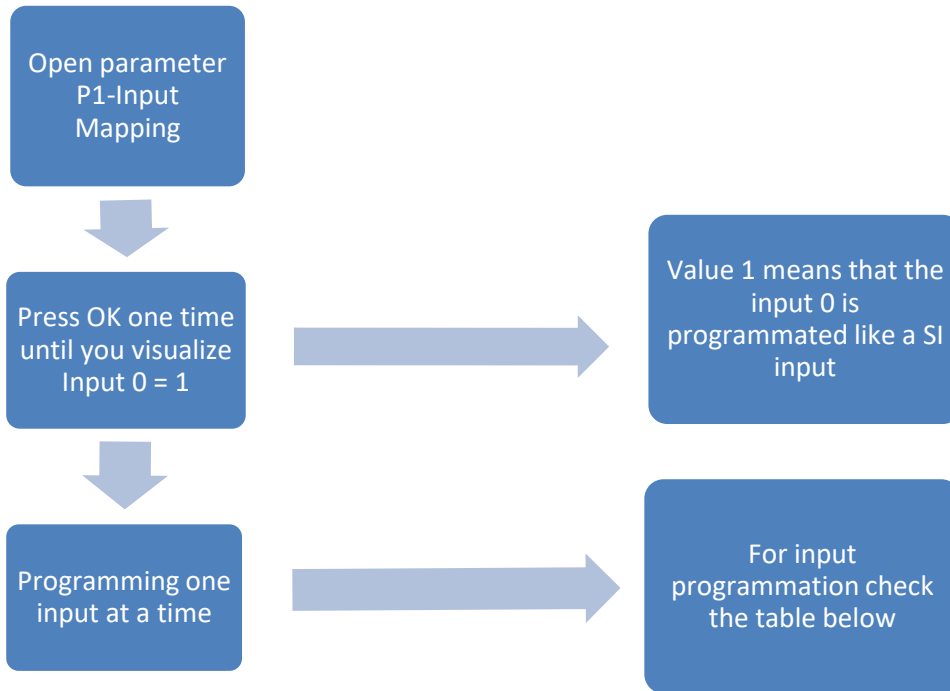 Open parameter
P1-Input
Mapping
Press OK one time
until you visualize
Input 0 = 1
Value 1 means that the
input 0 is
programmated like a SI
input
Programming one
input at a time
For input
programmation check
the table below